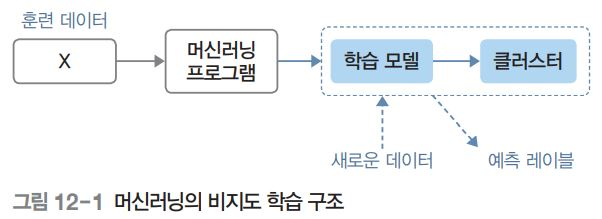 훈련 데이터
X
머신러닝
프로그램
학습 모델
클러스터
새로운 데이터
예측 레이블
그림 12-1 머신러닝의 비지도 학습 구조